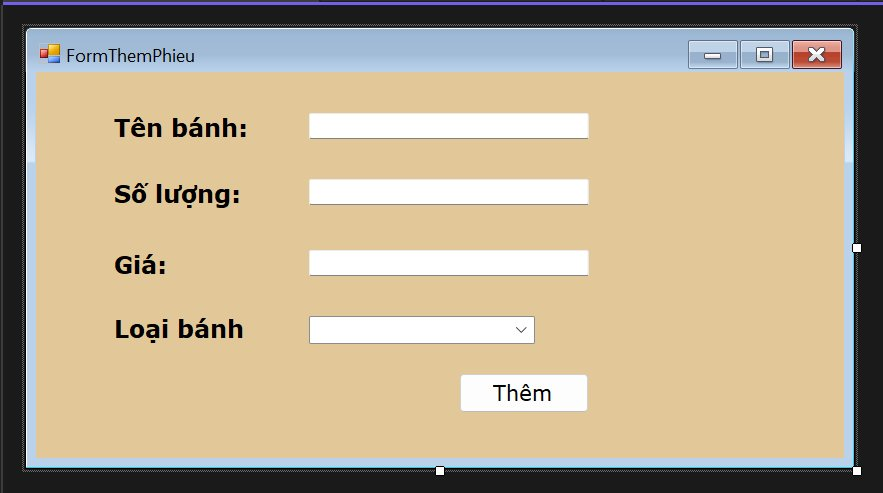 FormThemPhieu
Tên bánh:
Số lượng:
Giá:
Loại bánh
Thêm